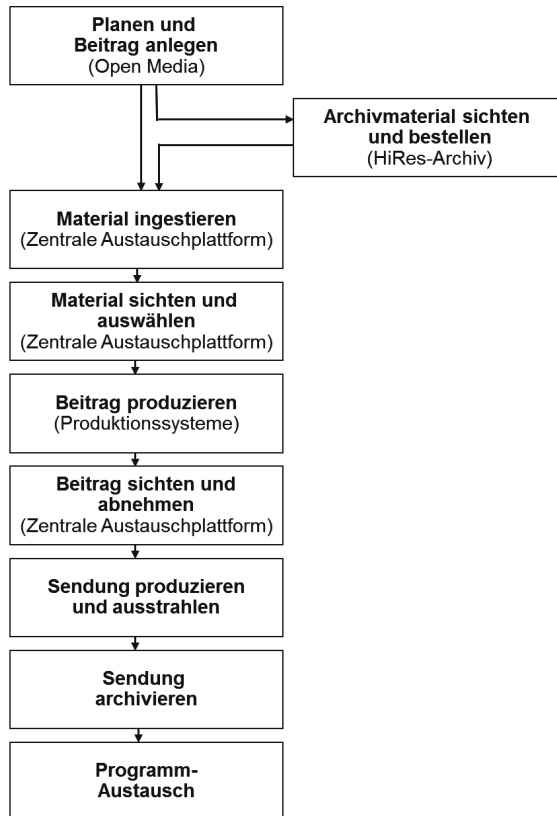 Planen und
Beitrag anlegen
(Open Media)
Archivmaterial sichten
und bestellen
(HiRes-Archiv)
Material ingestieren
(Zentrale Austauschplattform)
Material sichten und
auswählen
(Zentrale Austauschplattform)
Beitrag produzieren
(Produktionssysteme)
Beitrag sichten und
abnehmen
(Zentrale Austauschplattform)
Sendung produzieren
und ausstrahlen
Sendung
archivieren
Programm-
Austausch